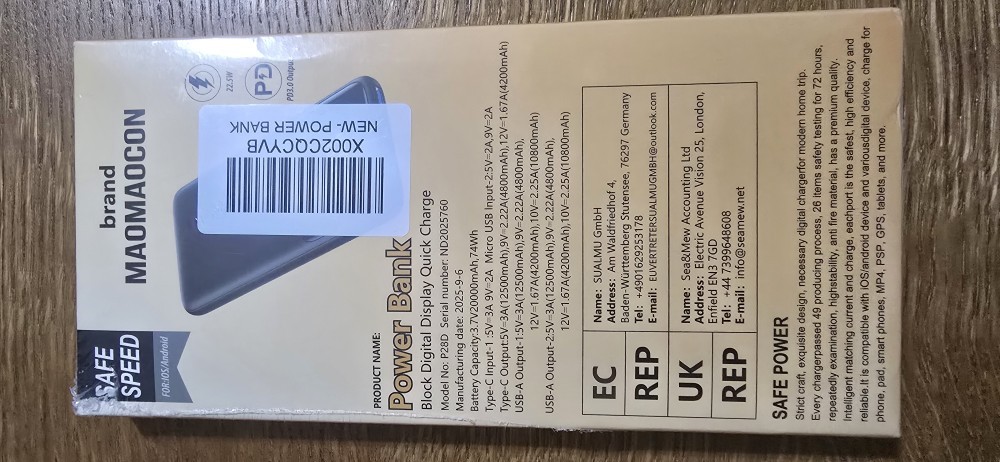 brand
MAOMAOCON
22.5W
PD
PD3.0 Outpu
X002CQCYVB
NEW- POWER BANK
SAFE
SPEED
FOR:iOS/Android
PRODUCT NAME:
Power Bank
Block Digital Display Quick Charge
Model No: P28D Serial number: ND2025760
Manufacturing date: 2025-9-6
Battery Capacity:3.7V20000mAh,74Wh
Type-C Input-1 :5V=3A 9V=2A Micro USB Input-2:5V=2A,9V=2A
Type-C Output:5V=3A(12500mAh),9V=2.22A(4800mAh),12V=1.67A(4200mAh)
USB-A Output-1:5V=3A(12500mAh),9V=2.22A(4800mAh),
12V=1.67A(4200mAh),10V=2.25A(10800mAh)
USB-A Output-2:5V=3A(12500mAh),9V=2.22A(4800mAh),
12V=1.67A(4200mAh),10V=2.25A(10800mAh)
EC
REP
Name: SUALMU GmbH
Address: Am Waldfriedhof 4,
Baden-Württemberg Stutensee, 76297 Germany
Tel: +4901629253178
E-mail: EUVERTRETERSUALMUGMBH@outlook.com
UK
REP
Name: Sea&Mew Accounting Ltd
Address: Electric Avenue Vision 25, London,
Enfield EN3 7GD
Tel: +44 7399648608
E-mail: info@seamew.net
SAFE POWER
Strict craft, exquisite design, necessary digital chargerfor modern home trip.
Every chargerpassed 49 producing process, 26 items safety testing for 72 hours,
repeatedly examination, highstability, anti fire material, has a premium quality.
Intelligent matching current and charge, eachport is the safest, high efficiency and
reliable.It is compatible with iOS/android device and variousdigital device, charge for
phone, pad, smart phones, MP4, PSP, GPS, tablets, and more.